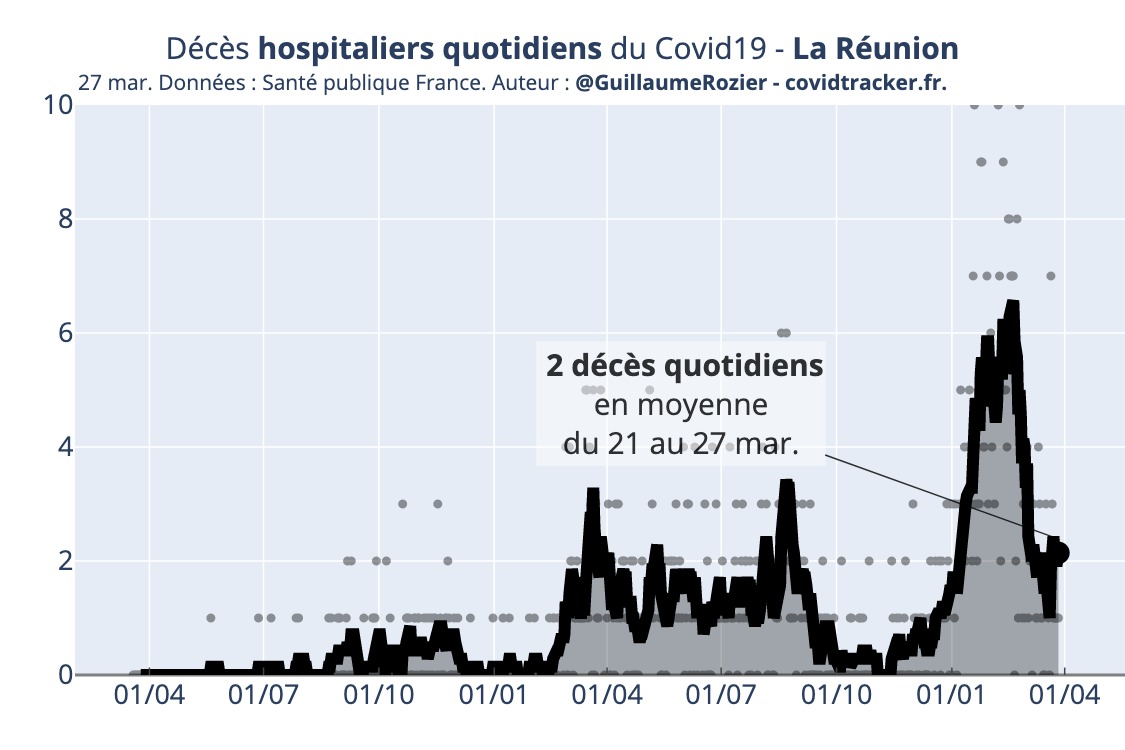 Décès hospitaliers quotidiens du Covid19 - La Réunion
27 mar. Données : Santé publique France. Auteur : @GuillaumeRozier - covidtracker.fr.
10
8
6
4
2
0
2 décès quotidiens
en moyenne
du 21 au 27 mar.
01/04 01/07 01/10 01/01 01/04 01/07 01/10 01/01 01/04